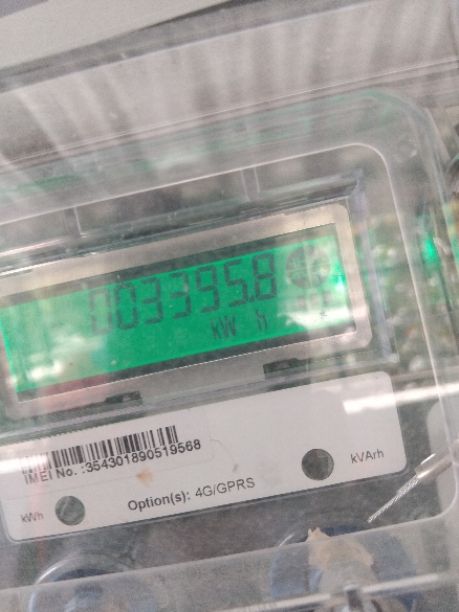 003395.8
kW h
IMEI No. :354301890519568
kWh
Option(s): 4G/GPRS
kVArh